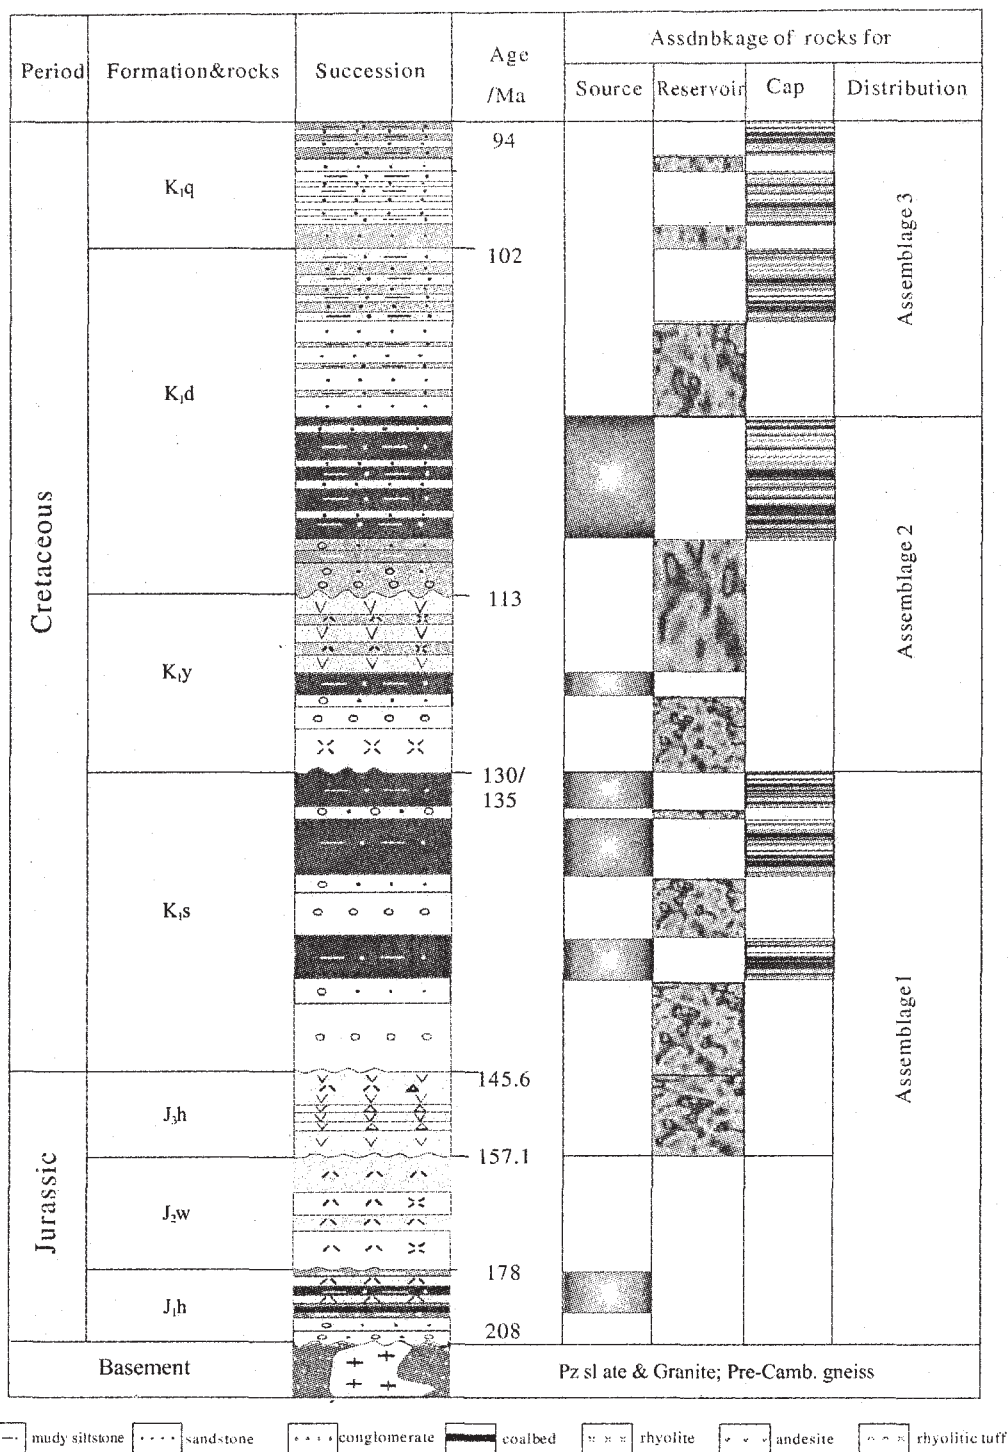 Assdnbkage of rocks for
Period Formation&rocks Succession Age /Ma Source Reservoir Cap Distribution
94
K₁q
Assemblage 3
102
K₁d
Cretaceous
Assemblage 2
113
K₁y
130/
135
K₁s
Assemblage1
145.6
J₃h
157.1
Jurassic
J₂w
178
J₁h
208
Basement Pz sl ate & Granite; Pre-Camb. gneiss
mudy siltstone sandstone conglomerate coalbed rhyolite andesite rhyolitic tuff